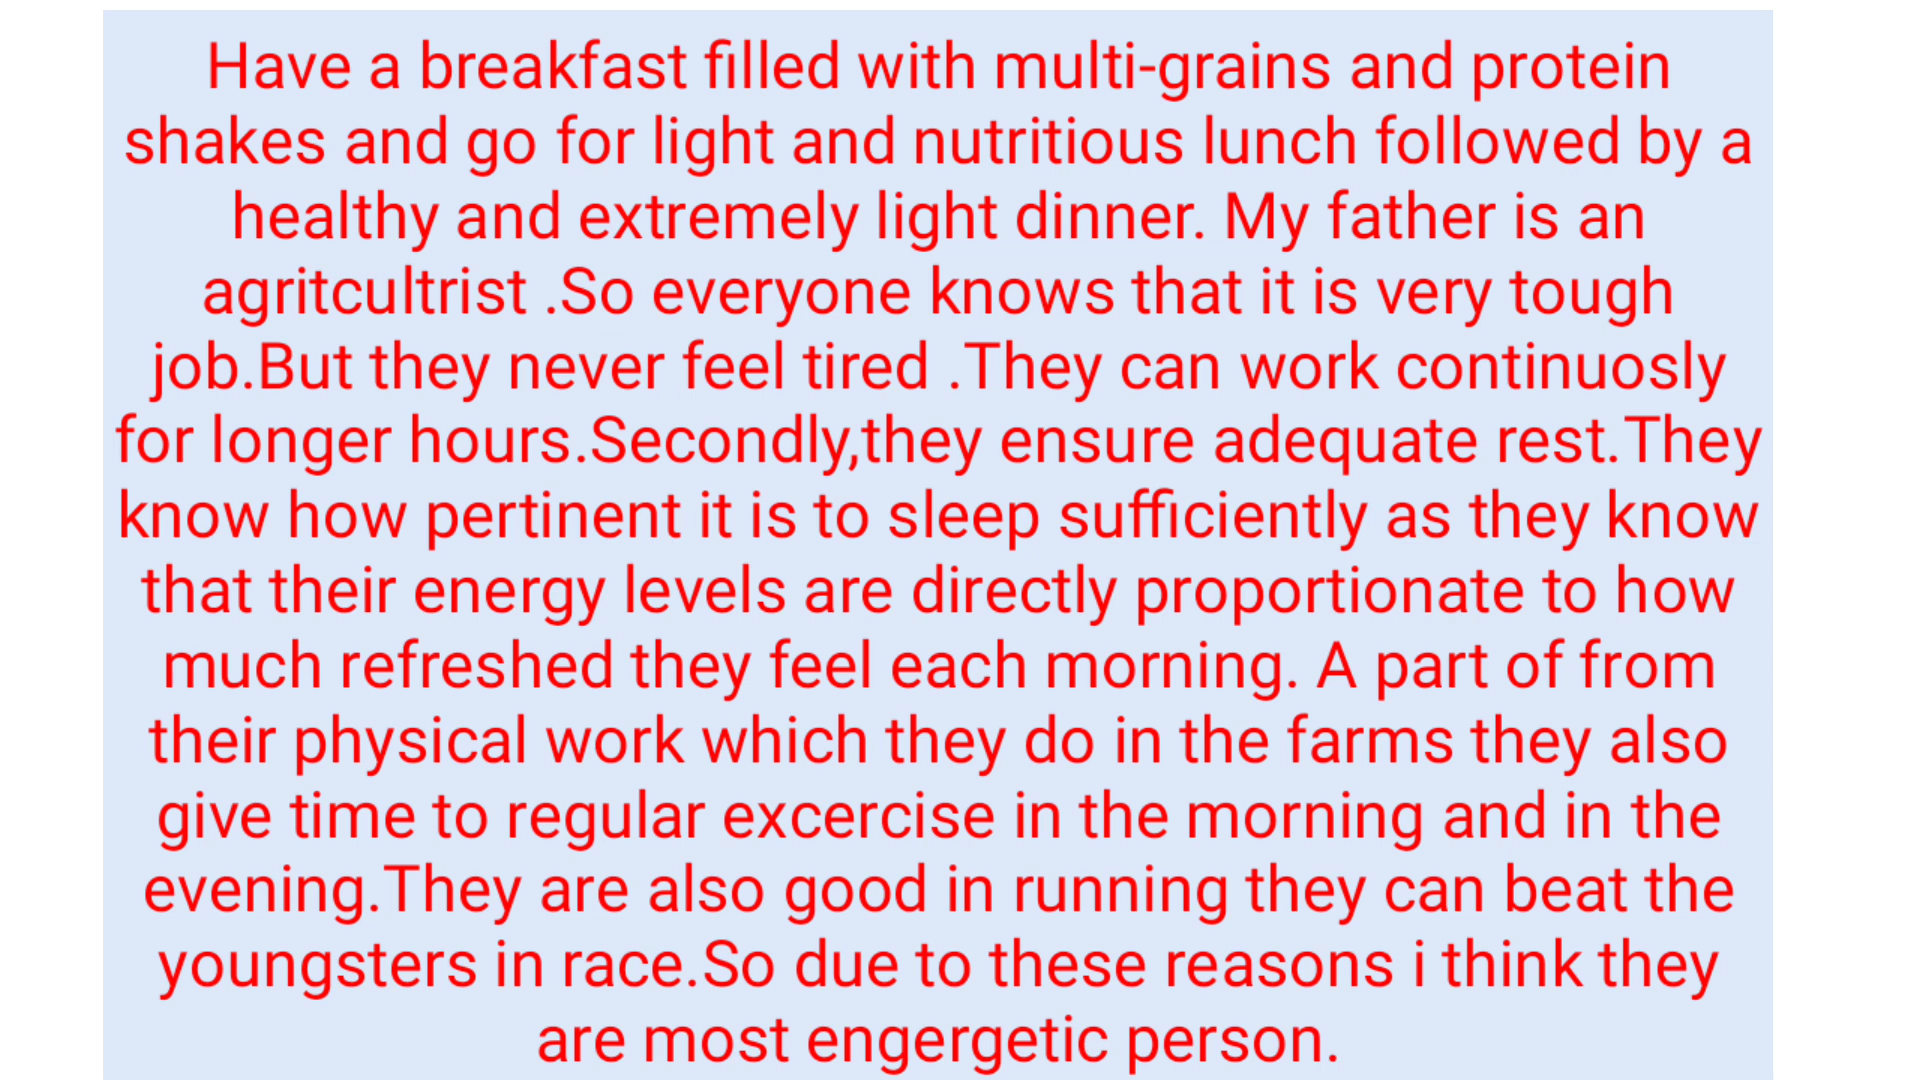 Have a breakfast filled with multi-grains and protein
shakes and go for light and nutritious lunch followed by a
healthy and extremely light dinner. My father is an
agritcultrist .So everyone knows that it is very tough
job.But they never feel tired .They can work continuosly
for longer hours.Secondly,they ensure adequate rest.They
know how pertinent it is to sleep sufficiently as they know
that their energy levels are directly proportionate to how
much refreshed they feel each morning. A part of from
their physical work which they do in the farms they also
give time to regular excercise in the morning and in the
evening.They are also good in running they can beat the
youngsters in race.So due to these reasons i think they
are most engergetic person.